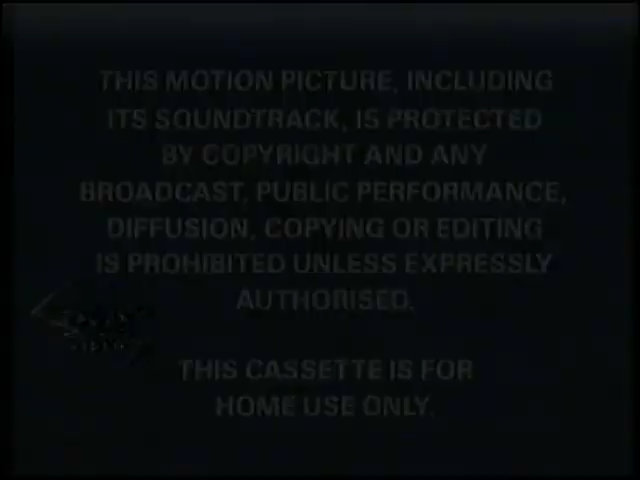 THIS MOTION PICTURE, INCLUDING
ITS SOUNDTRACK, IS PROTECTED
BY COPYRIGHT AND ANY
BROADCAST, PUBLIC PERFORMANCE,
DIFFUSION, COPYING OR EDITING
IS PROHIBITED UNLESS EXPRESSLY
AUTHORISED.
THIS CASSETTE IS FOR
HOME USE ONLY.